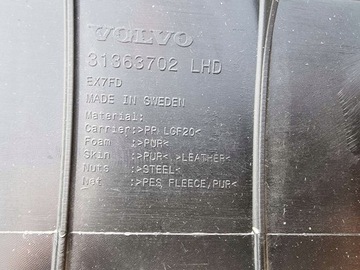 VOLVO
31363702 LHD
EX7FD
MADE IN SWEDEN
Material:
Carrier:>PP LGF20<
Foam :>PUR<
Skin :>PUR<,>LEATHER<
Nuts :>STEEL<
Net :>PES FLEECE,PUR<